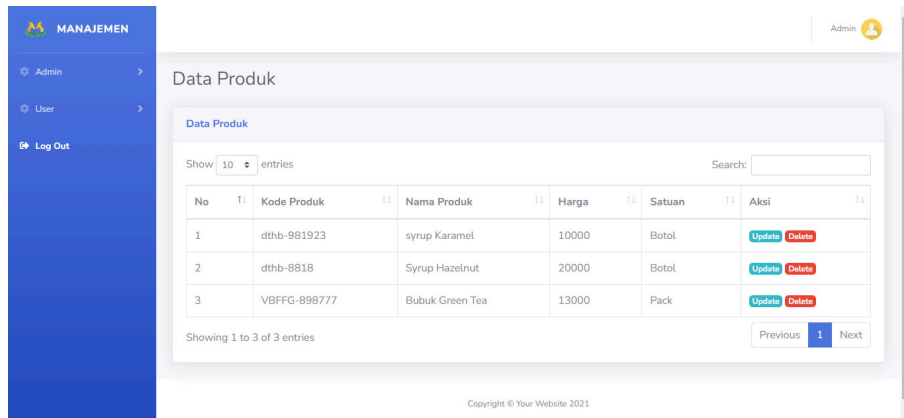 MANAJEMEN
Admin
Admin
User
Log Out
Data Produk
Data Produk
Show 10 entries
Search:
No Kode Produk Nama Produk Harga Satuan Aksi
1 dthb-981923 syrup Karamel 10000 Botol Update Delete
2 dthb-8818 Syrup Hazelnut 20000 Botol Update Delete
3 VBFFG-898777 Bubuk Green Tea 13000 Pack Update Delete
Showing 1 to 3 of 3 entries
Previous 1 Next
Copyright © Your Website 2021